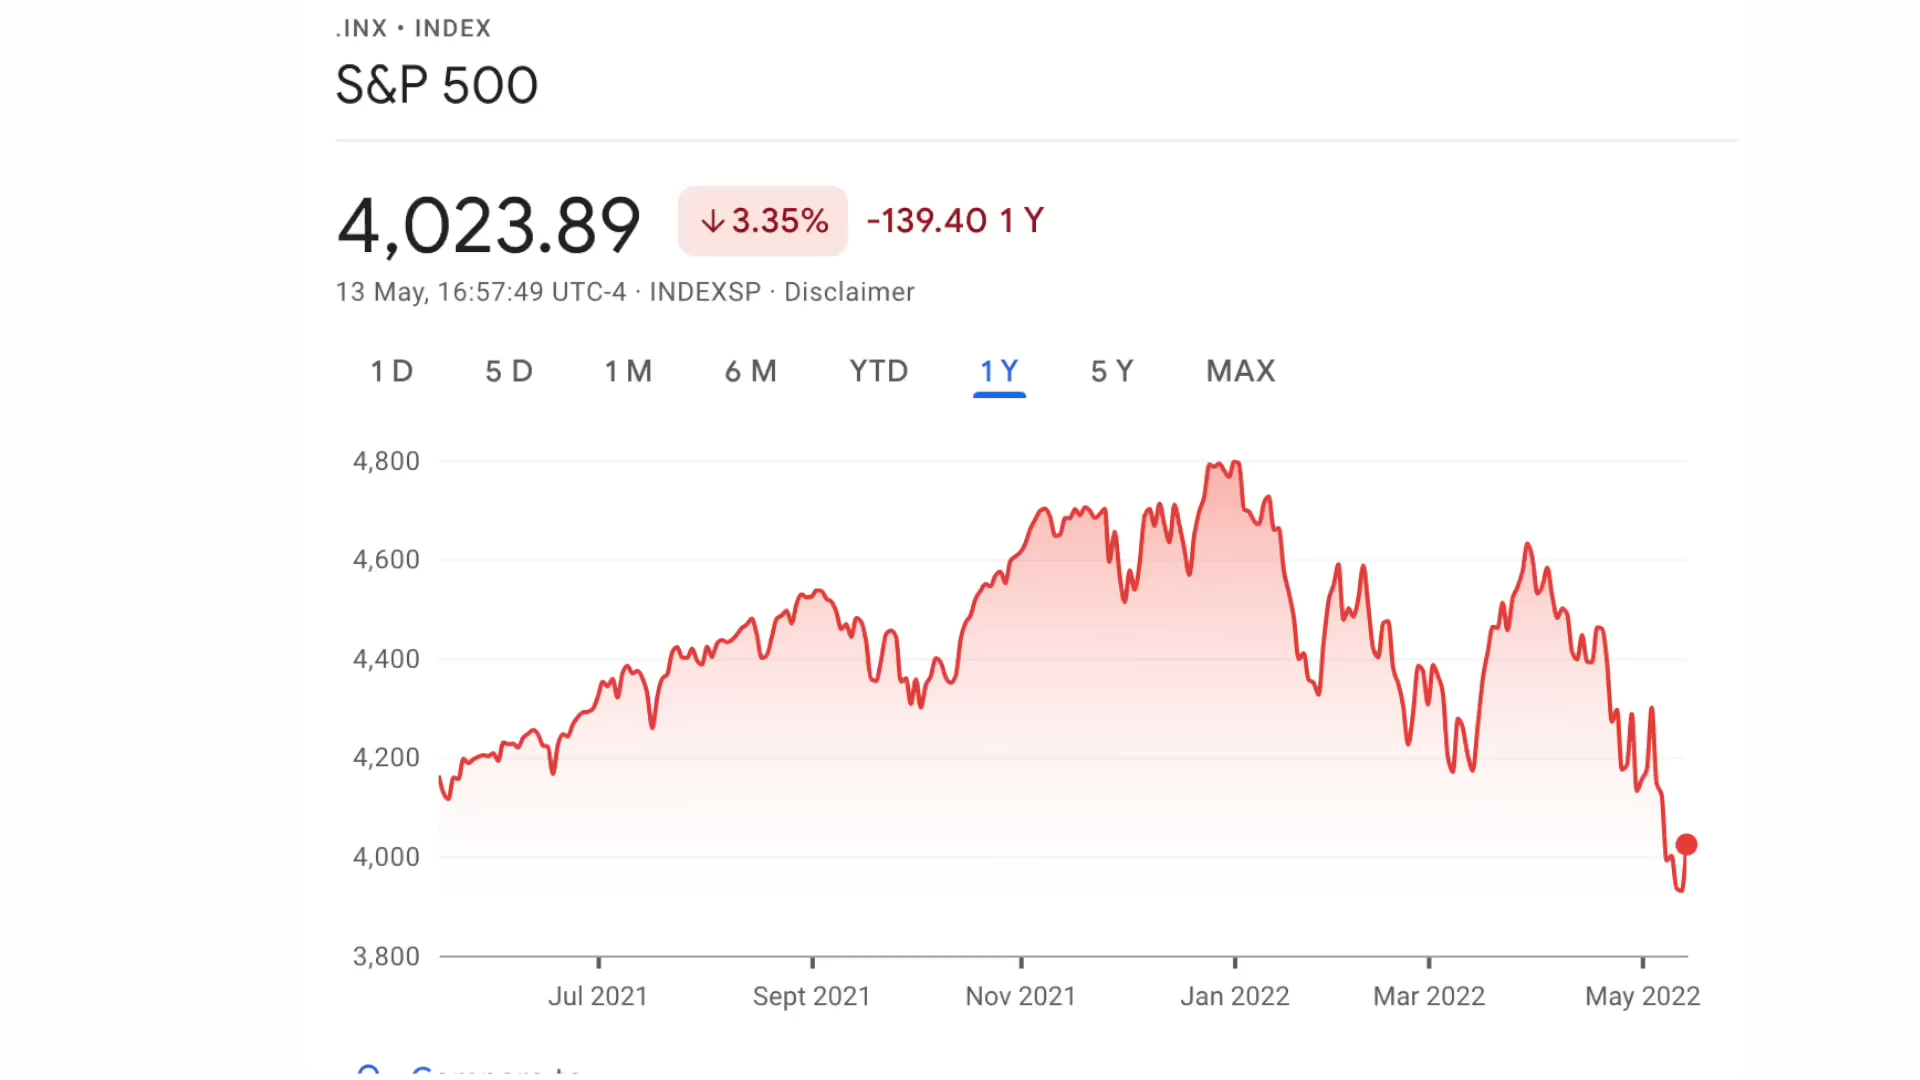 .INX • INDEX
S&P 500
4,023.89 ↓3.35% -139.40 1 Y
13 May, 16:57:49 UTC-4 · INDEXSP · Disclaimer
1 D 5 D 1 M 6 M YTD 1 Y 5 Y MAX
4,800
4,600
4,400
4,200
4,000
3,800
Jul 2021 Sept 2021 Nov 2021 Jan 2022 Mar 2022 May 2022